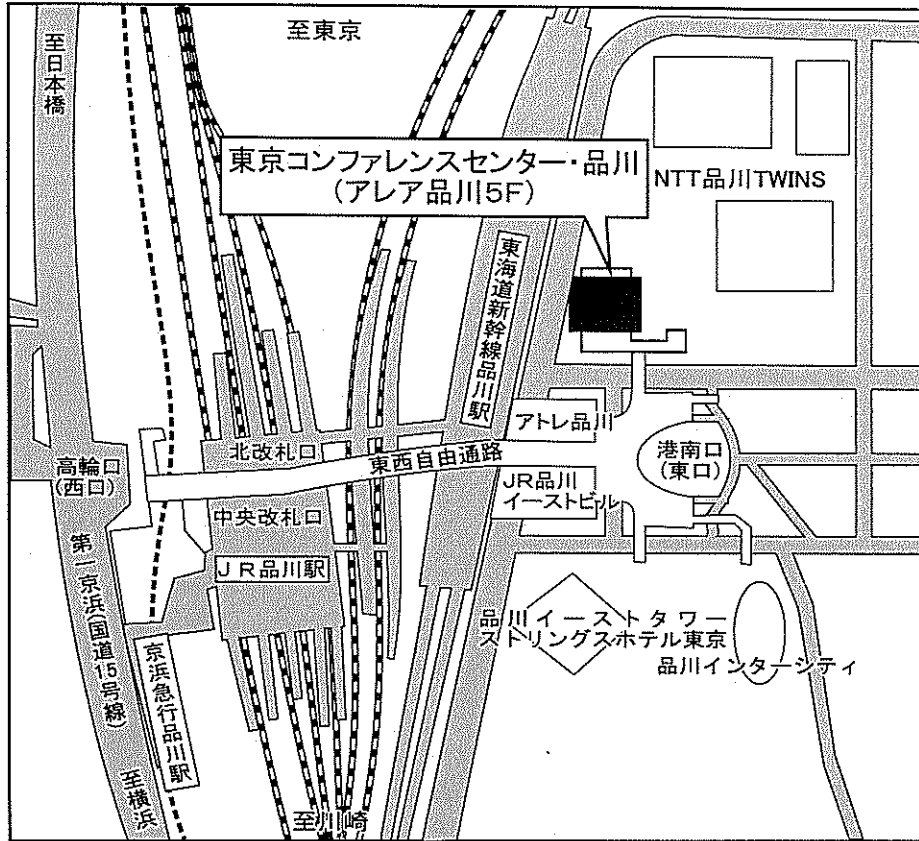 至東京
至日本橋
東京コンファレンスセンター・品川
(アレア品川5F)
NTT品川TWINS
東海道新幹線品川駅
アトレ品川
北改札口
東西自由通路
港南口
(東口)
高輪口
(西口)
JR品川
イーストビル
中央改札口
JR品川駅
第一京浜(国道15号線)
品川イーストタワー
ストリングスホテル東京
品川インターシティ
京浜急行品川駅
至横浜
至川崎